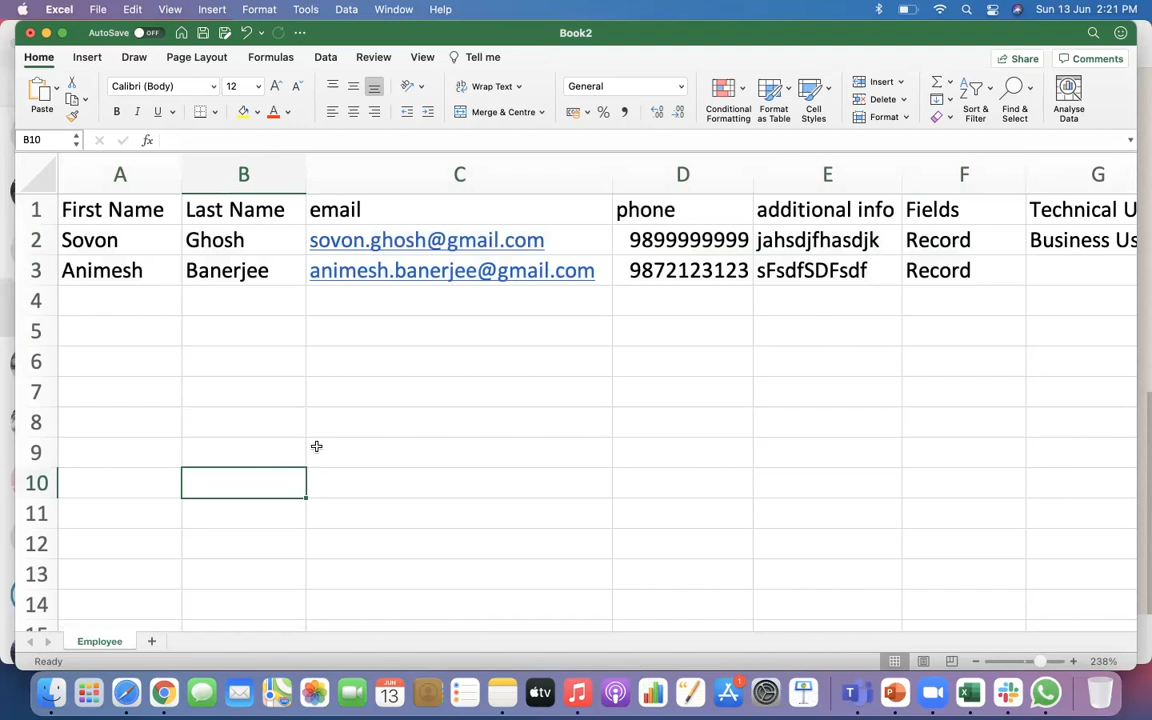 Excel File Edit View Insert Format Tools Data Window Help Sun 13 Jun 2:21 PM
AutoSave OFF Book2
Home Insert Draw Page Layout Formulas Data Review View Tell me Share Comments
Paste Calibri (Body) 12 A A Wrap Text General Insert
B I U A Merge & Centre % Conditional Formatting Format as Table Cell Styles Delete Format Sort & Filter Find & Select Analyse Data
B10 fx
A B C D E F G
1 First Name Last Name email phone additional info Fields Technical U
2 Sovon Ghosh sovon.ghosh@gmail.com 9899999999 jahsdjfhasdjk Record Business Us
3 Animesh Banerjee animesh.banerjee@gmail.com 9872123123 sFsdfSDFsdf Record
4
5
6
7
8
9
10
11
12
13
14
15
Employee
Ready 238%
13